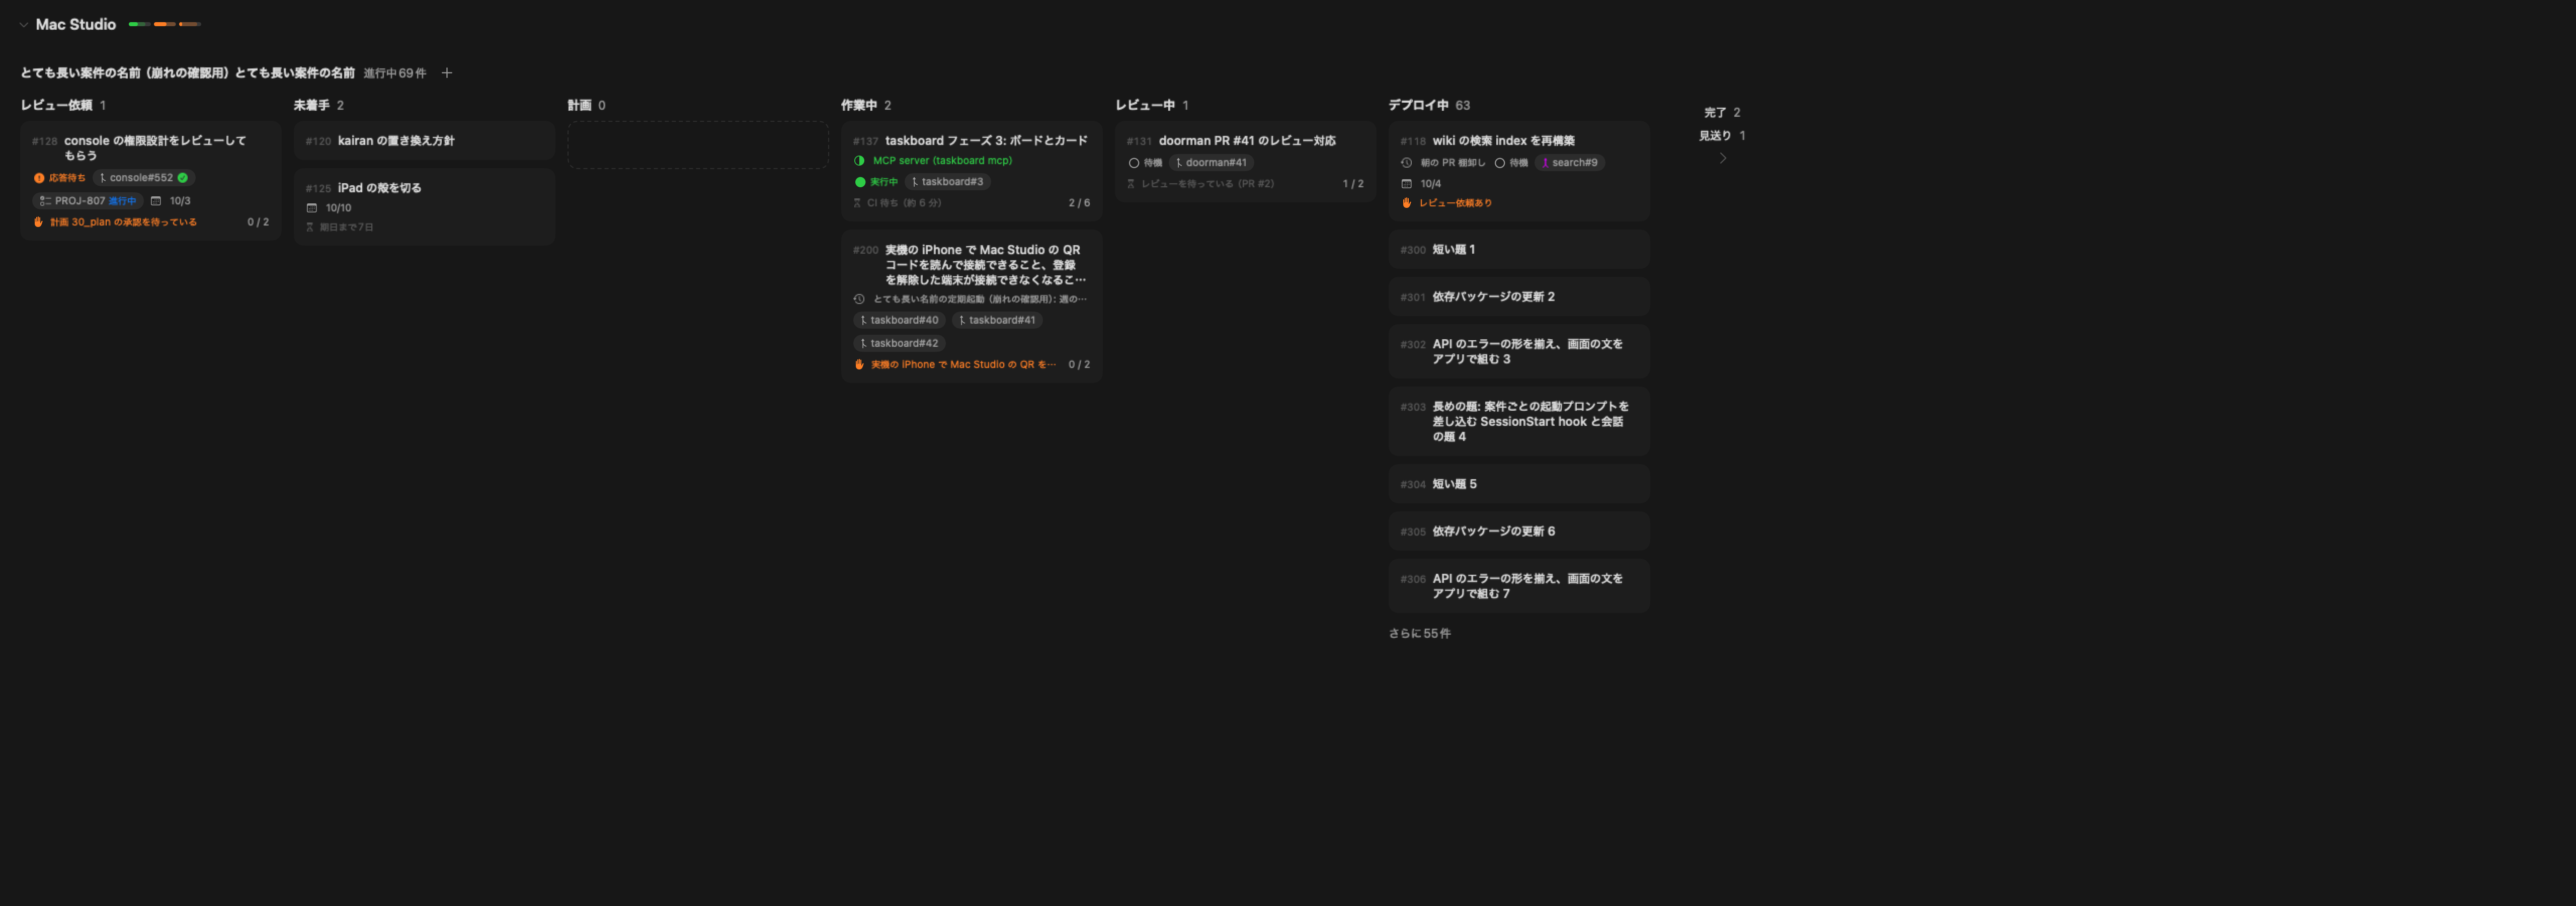 Mac Studio
とても長い案件の名前（崩れの確認用）とても長い案件の名前 進行中 69 件
レビュー依頼 1
#128 console の権限設計をレビューして
もらう
応答待ち console#552
PROJ-807 進行中 10/3
計画 30_plan の承認を待っている 0 / 2
未着手 2
#120 kairan の置き換え方針
#125 iPad の殻を切る
10/10
期日まで7日
計画 0
作業中 2
#137 taskboard フェーズ 3: ボードとカード
MCP server (taskboard mcp)
実行中 taskboard#3
CI 待ち (約 6 分) 2 / 6
#200 実機の iPhone で Mac Studio の QR
コードを読んで接続できること、登録
を解除した端末が接続できなくなるこ…
とても長い名前の定期起動（崩れの確認用）: 週の…
taskboard#40 taskboard#41
taskboard#42
実機の iPhone で Mac Studio の QR を… 0 / 2
レビュー中 1
#131 doorman PR #41 のレビュー対応
待機 doorman#41
レビューを待っている（PR #2） 1 / 2
デプロイ中 63
#118 wiki の検索 index を再構築
朝の PR 棚卸し 待機 search#9
10/4
レビュー依頼あり
#300 短い題 1
#301 依存パッケージの更新 2
#302 API のエラーの形を揃え、画面の文を
アプリで組む 3
#303 長めの題: 案件ごとの起動プロンプトを
差し込む SessionStart hook と会話
の題 4
#304 短い題 5
#305 依存パッケージの更新 6
#306 API のエラーの形を揃え、画面の文を
アプリで組む 7
さらに 55 件
完了 2
見送り 1